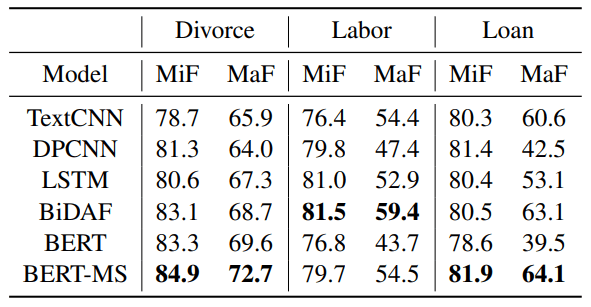 Divorce Labor Loan
Model MiF MaF MiF MaF MiF MaF
TextCNN 78.7 65.9 76.4 54.4 80.3 60.6
DPCNN 81.3 64.0 79.8 47.4 81.4 42.5
LSTM 80.6 67.3 81.0 52.9 80.4 53.1
BiDAF 83.1 68.7 81.5 59.4 80.5 63.1
BERT 83.3 69.6 76.8 43.7 78.6 39.5
BERT-MS 84.9 72.7 79.7 54.5 81.9 64.1